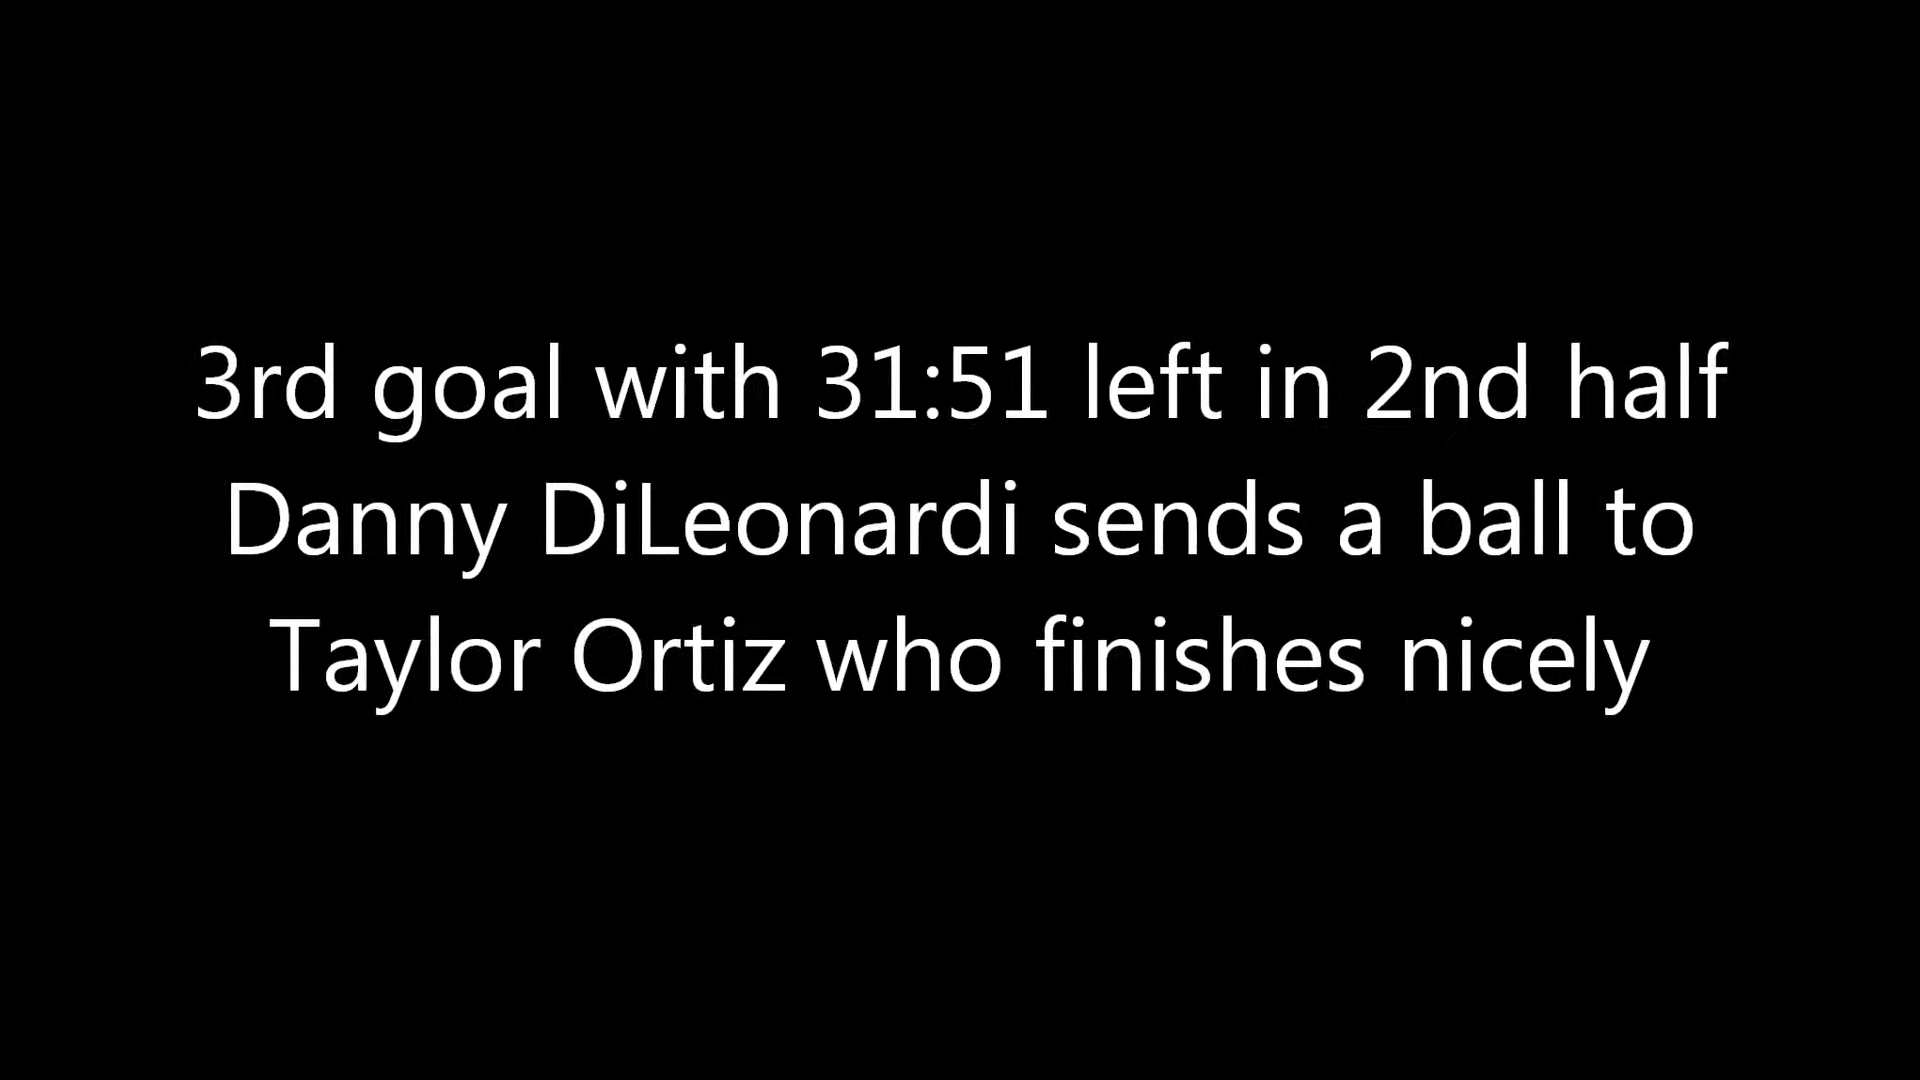 3rd goal with 31:51 left in 2nd half
Danny DiLeonardi sends a ball to
Taylor Ortiz who finishes nicely